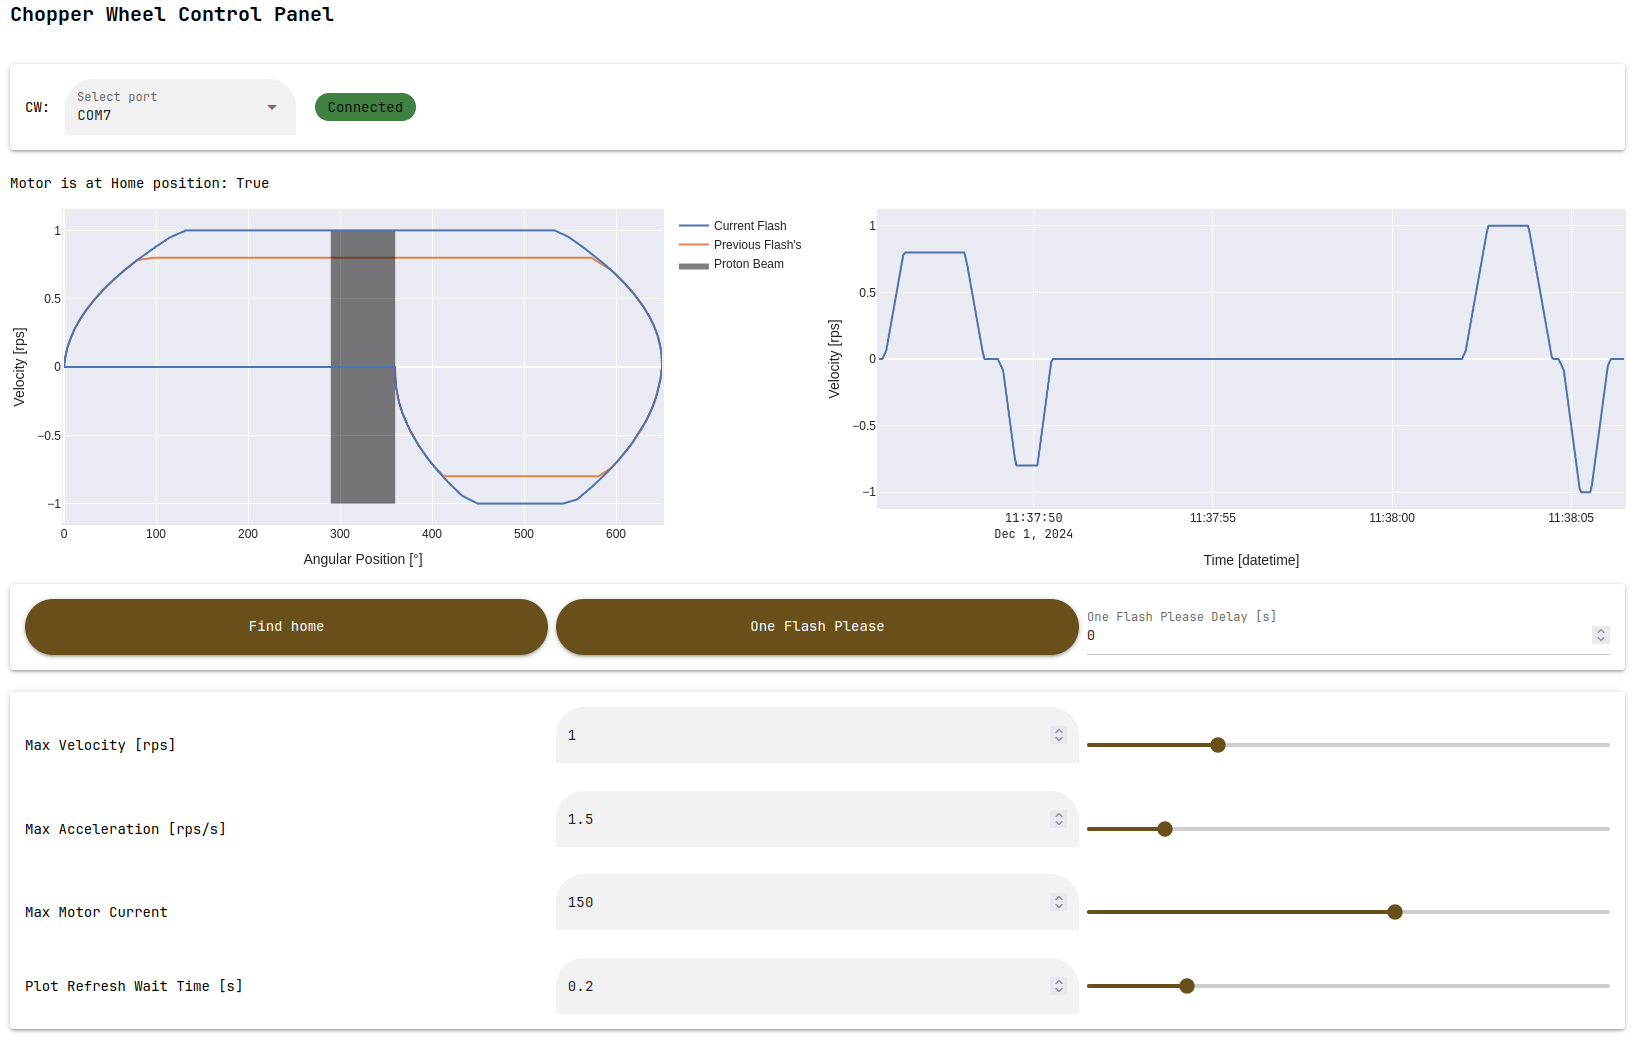 Chopper Wheel Control Panel
CW:
Select port
COM7
Connected
Motor is at Home position: True
1
0.5
0
−0.5
−1
Velocity [rps]
0 100 200 300 400 500 600
Angular Position [°]
Current Flash
Previous Flash's
Proton Beam
1
0.5
0
−0.5
−1
Velocity [rps]
11:37:50 11:37:55 11:38:00 11:38:05
Dec 1, 2024
Time [datetime]
Find home
One Flash Please
One Flash Please Delay [s]
0
Max Velocity [rps]
1
Max Acceleration [rps/s]
1.5
Max Motor Current
150
Plot Refresh Wait Time [s]
0.2